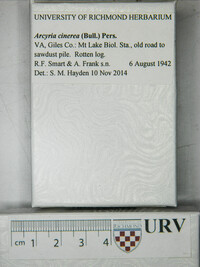 UNIVERSITY OF RICHMOND HERBARIUM
Arcyria cinerea (Bull.) Pers.
VA, Giles Co.: Mt Lake Biol. Sta., old road to
sawdust pile. Rotten log.
R.F. Smart & A. Frank s.n. 6 August 1942
Det.: S. M. Hayden 10 Nov 2014
cm 1 2 3 4 5 6 URV